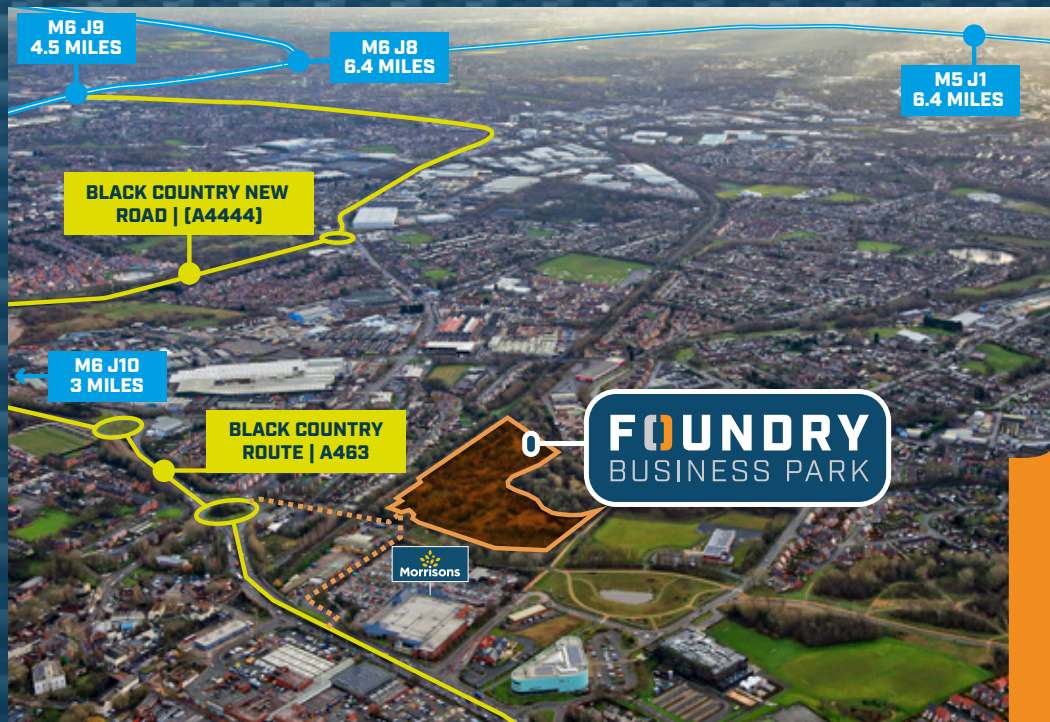 M6 J9
4.5 MILES
M6 J8
6.4 MILES
M5 J1
6.4 MILES
BLACK COUNTRY NEW
ROAD | (A4444)
M6 J10
3 MILES
BLACK COUNTRY
ROUTE | A463
FOUNDRY
BUSINESS PARK
Morrisons